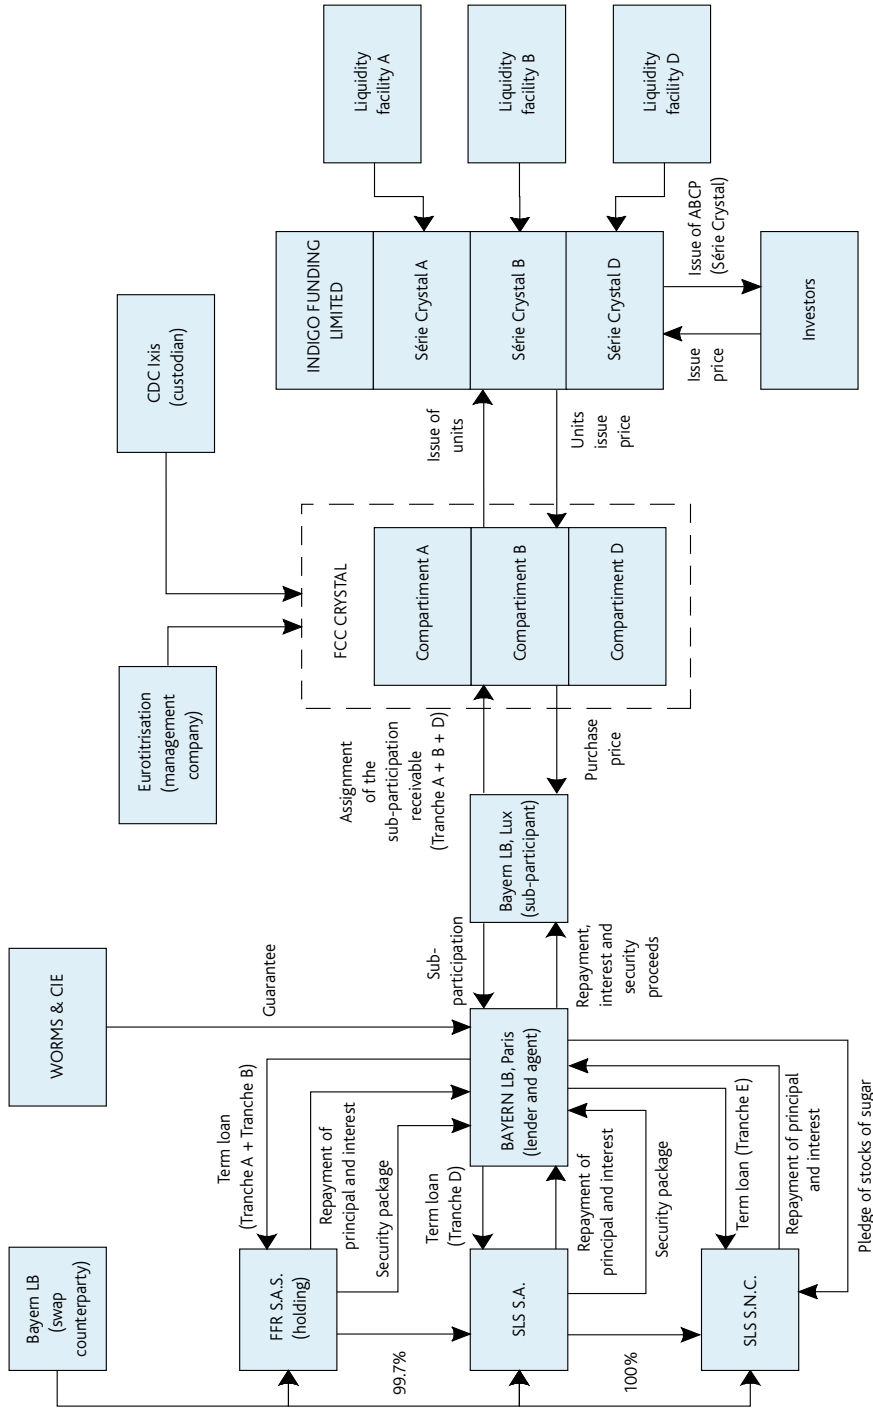 Bayern LB
(swap
counterparty)
WORMS & CIE
Eurotitrisation
(management
company)
CDC Ixis
(custodian)
Guarantee
Term loan
(Tranche A + Tranche B)
Repayment of
principal and interest
Security package
FFR S.A.S.
(holding)
99.7%
Term loan
(Tranche D)
SLS S.A.
Repayment of
principal and interest
Security package
100%
SLS S.N.C.
Term loan (Tranche E)
Repayment of principal
and interest
Pledge of stocks of sugar
BAYERN LB, Paris
(lender and agent)
Sub-
participation
Repayment,
interest and
security
proceeds
Bayern LB, Lux
(sub-participant)
Assignment
of the
sub-participation
receivable
(Tranche A + B + D)
Purchase
price
FCC CRYSTAL
Compartiment A
Compartiment B
Compartiment D
Issue of
units
Units
issue
price
INDIGO FUNDING
LIMITED
Série Crystal A
Série Crystal B
Série Crystal D
Liquidity
facility A
Liquidity
facility B
Liquidity
facility D
Issue
price
Issue of ABCP
(Série Crystal)
Investors